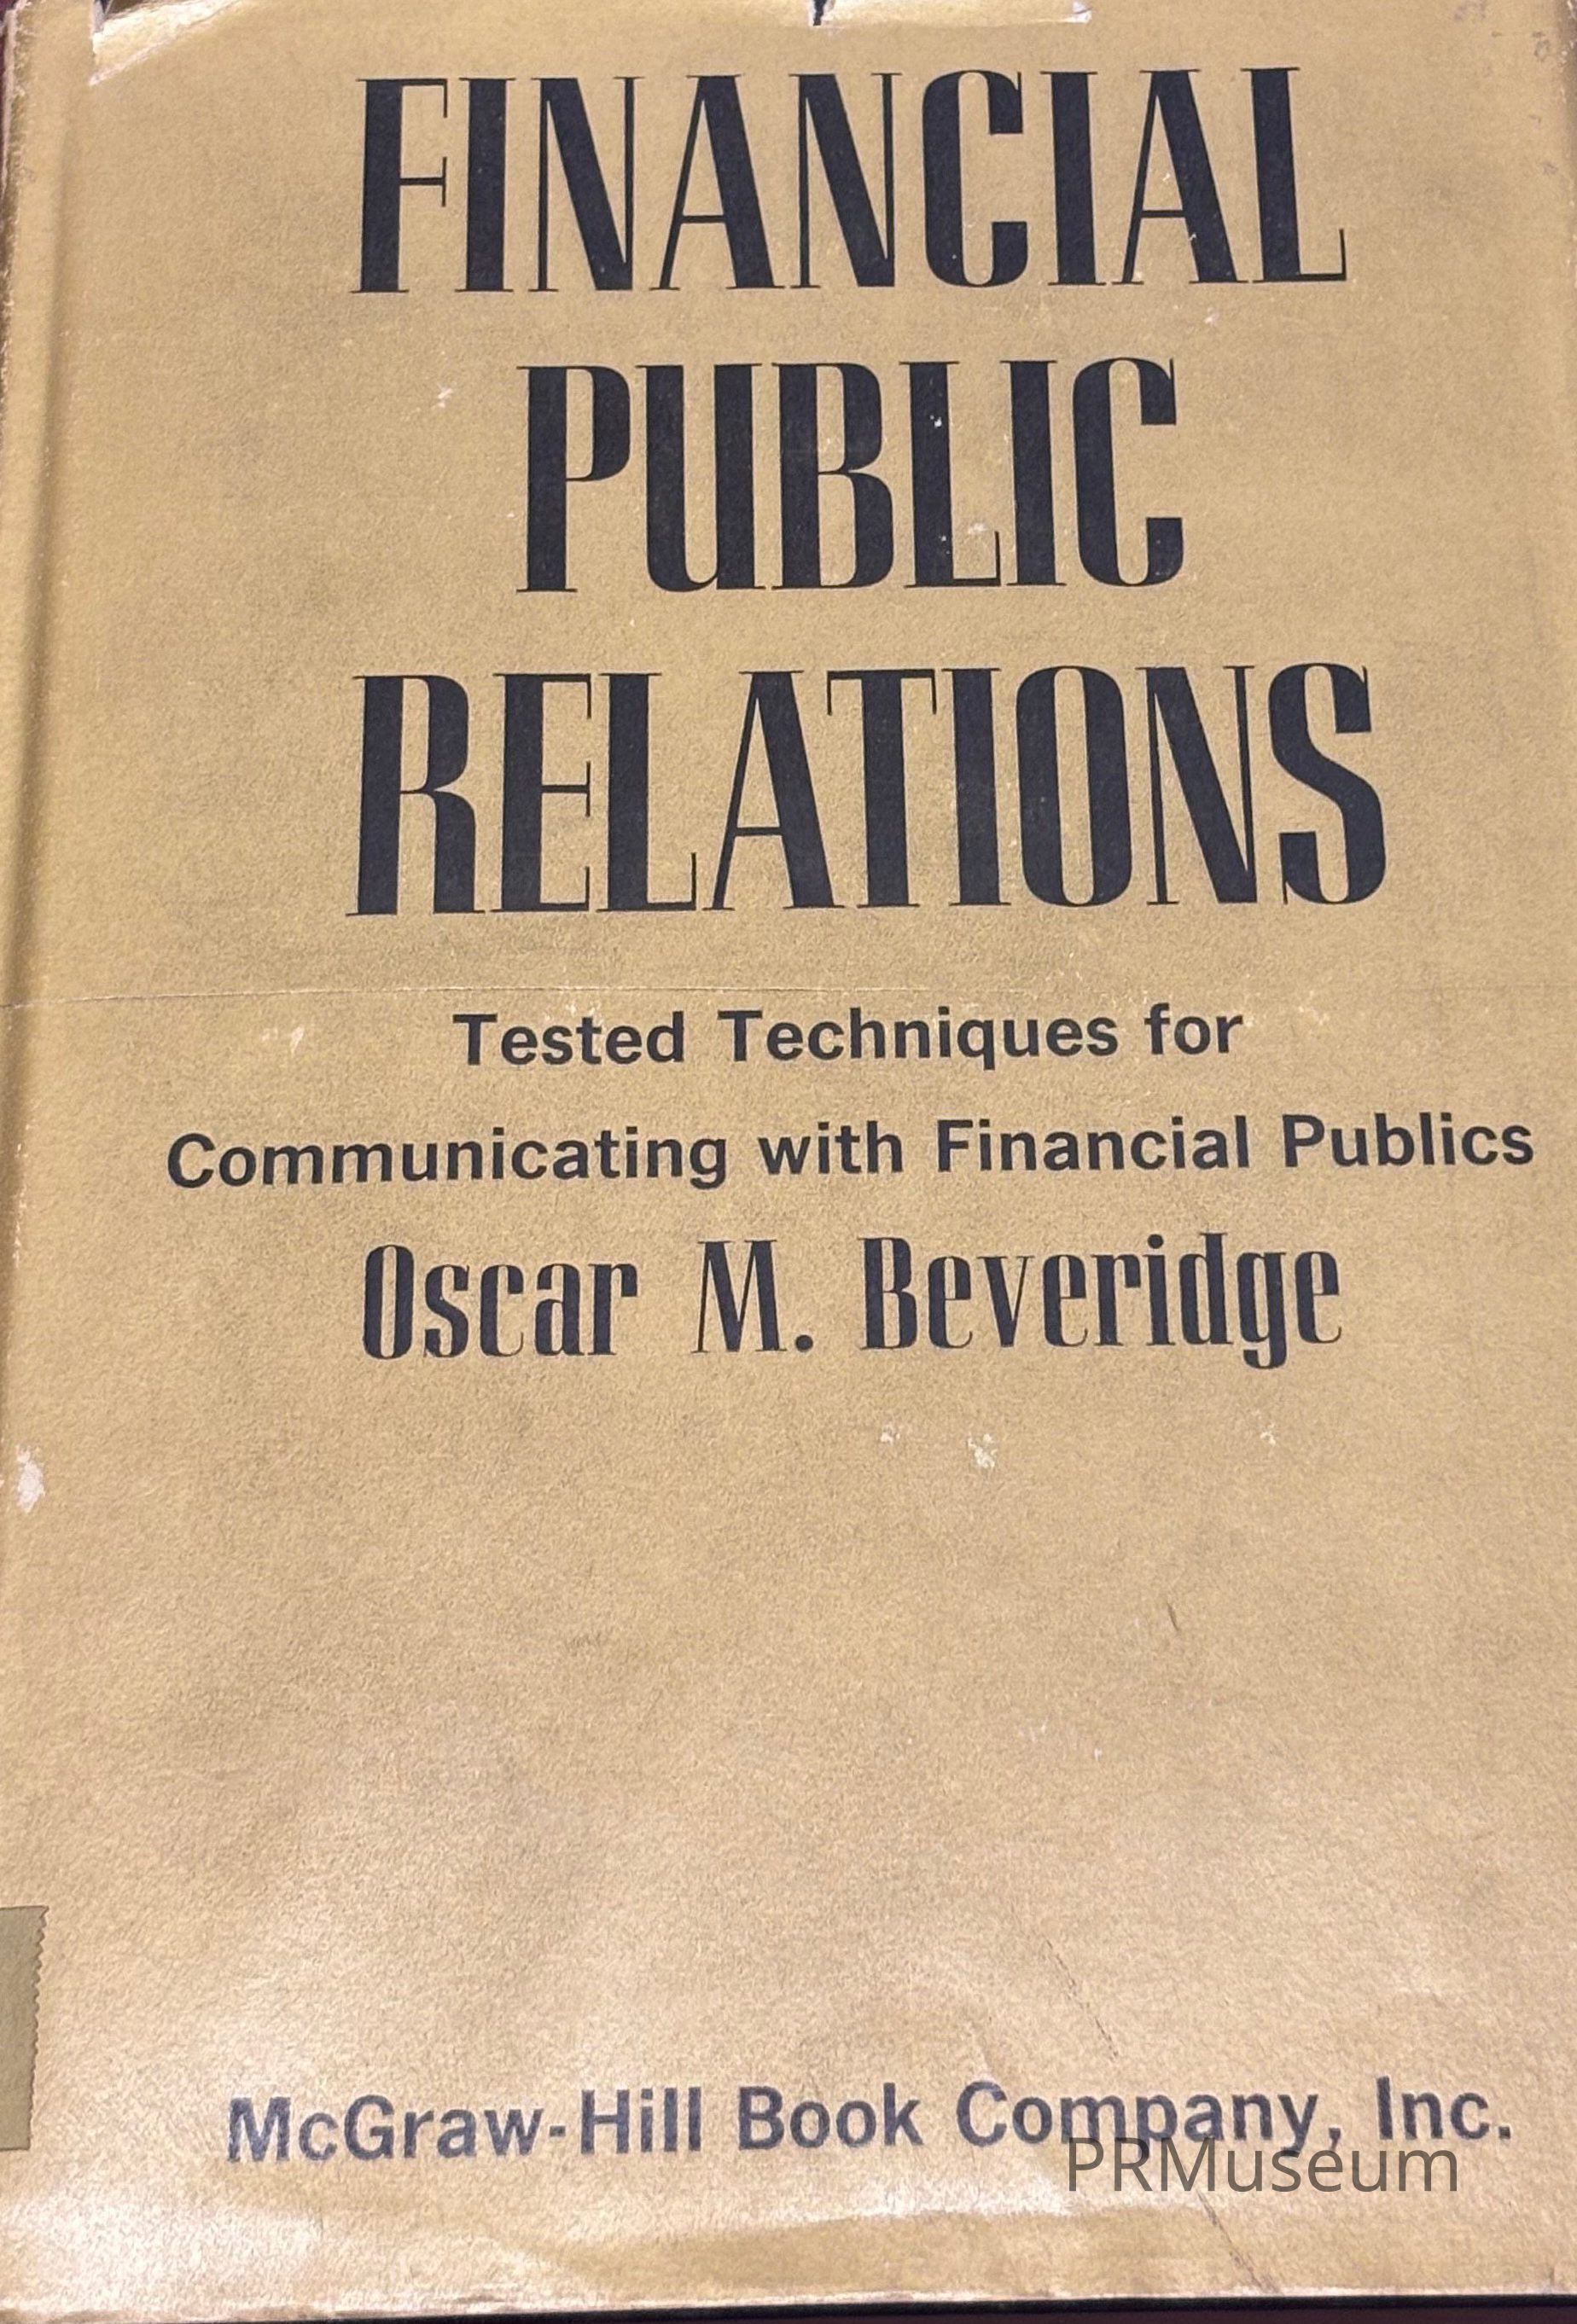 FINANCIAL
PUBLIC
RELATIONS
Tested Techniques for
Communicating with Financial Publics
Oscar M. Beveridge
McGraw-Hill Book Company, Inc.
PRMuseum